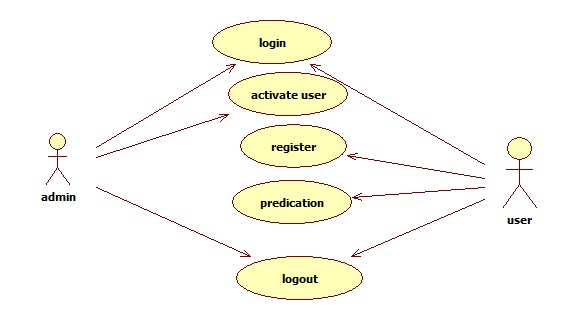 login
activate user
register
admin
predication
user
logout